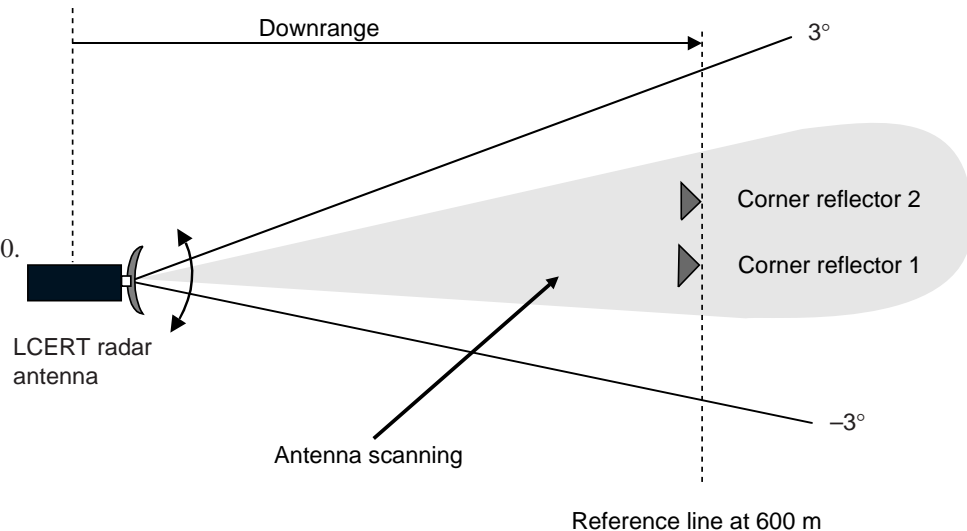 Downrange
3°
Corner reflector 2
0.
Corner reflector 1
LCERT radar
antenna
–3°
Antenna scanning
Reference line at 600 m